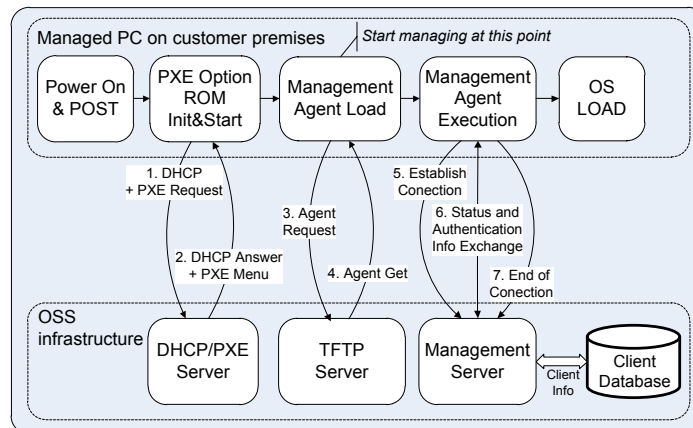 Managed PC on customer premises
Start managing at this point
Power On
& POST
PXE Option
ROM
Init&Start
Management
Agent Load
Management
Agent
Execution
OS
LOAD
1. DHCP
+ PXE Request
2. DHCP Answer
+ PXE Menu
3. Agent
Request
4. Agent Get
5. Establish
Conection
6. Status and
Authentication
Info Exchange
7. End of
Conection
OSS
infrastructure
DHCP/PXE
Server
TFTP
Server
Management
Server
Client
Info
Client
Database